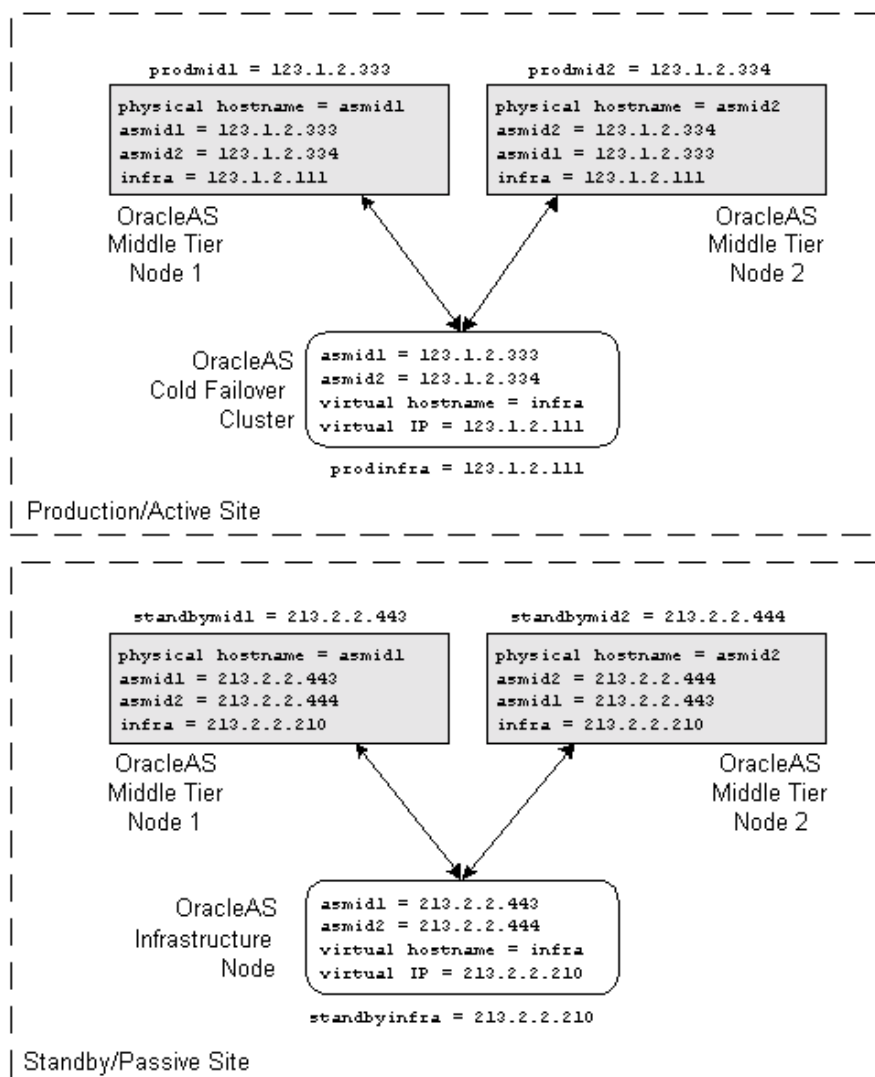 prodmid1 = 123.1.2.333
prodmid2 = 123.1.2.334
physical hostname = asmid1
asmid1 = 123.1.2.333
asmid2 = 123.1.2.334
infra = 123.1.2.111
physical hostname = asmid2
asmid2 = 123.1.2.334
asmid1 = 123.1.2.333
infra = 123.1.2.111
OracleAS
Middle Tier
Node 1
OracleAS
Middle Tier
Node 2
OracleAS
Cold Failover
Cluster
asmid1 = 123.1.2.333
asmid2 = 123.1.2.334
virtual hostname = infra
virtual IP = 123.1.2.111
prodinfra = 123.1.2.111
Production/Active Site
standbymid1 = 213.2.2.443
standbymid2 = 213.2.2.444
physical hostname = asmid1
asmid1 = 213.2.2.443
asmid2 = 213.2.2.444
infra = 213.2.2.210
physical hostname = asmid2
asmid2 = 213.2.2.444
asmid1 = 213.2.2.443
infra = 213.2.2.210
OracleAS
Middle Tier
Node 1
OracleAS
Middle Tier
Node 2
OracleAS
Infrastructure
Node
asmid1 = 213.2.2.443
asmid2 = 213.2.2.444
virtual hostname = infra
virtual IP = 213.2.2.210
standbyinfra = 213.2.2.210
Standby/Passive Site